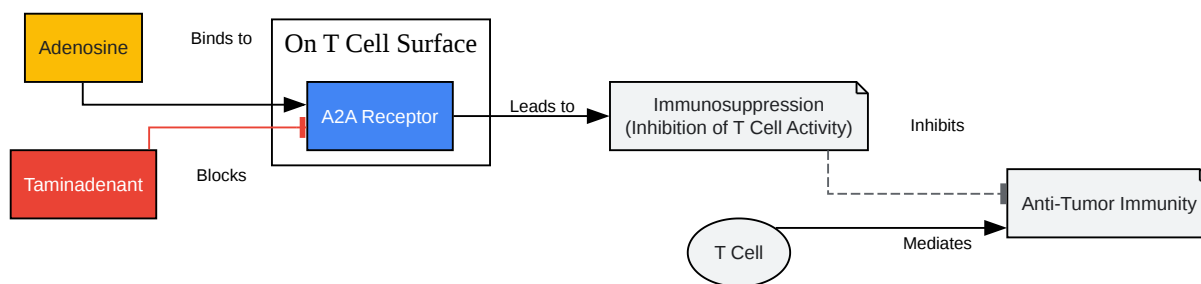 Adenosine
Binds to
On T Cell Surface
A2A Receptor
Leads to
Immunosuppression
(Inhibition of T Cell Activity)
Inhibits
Taminadenant
Blocks
Anti-Tumor Immunity
T Cell
Mediates